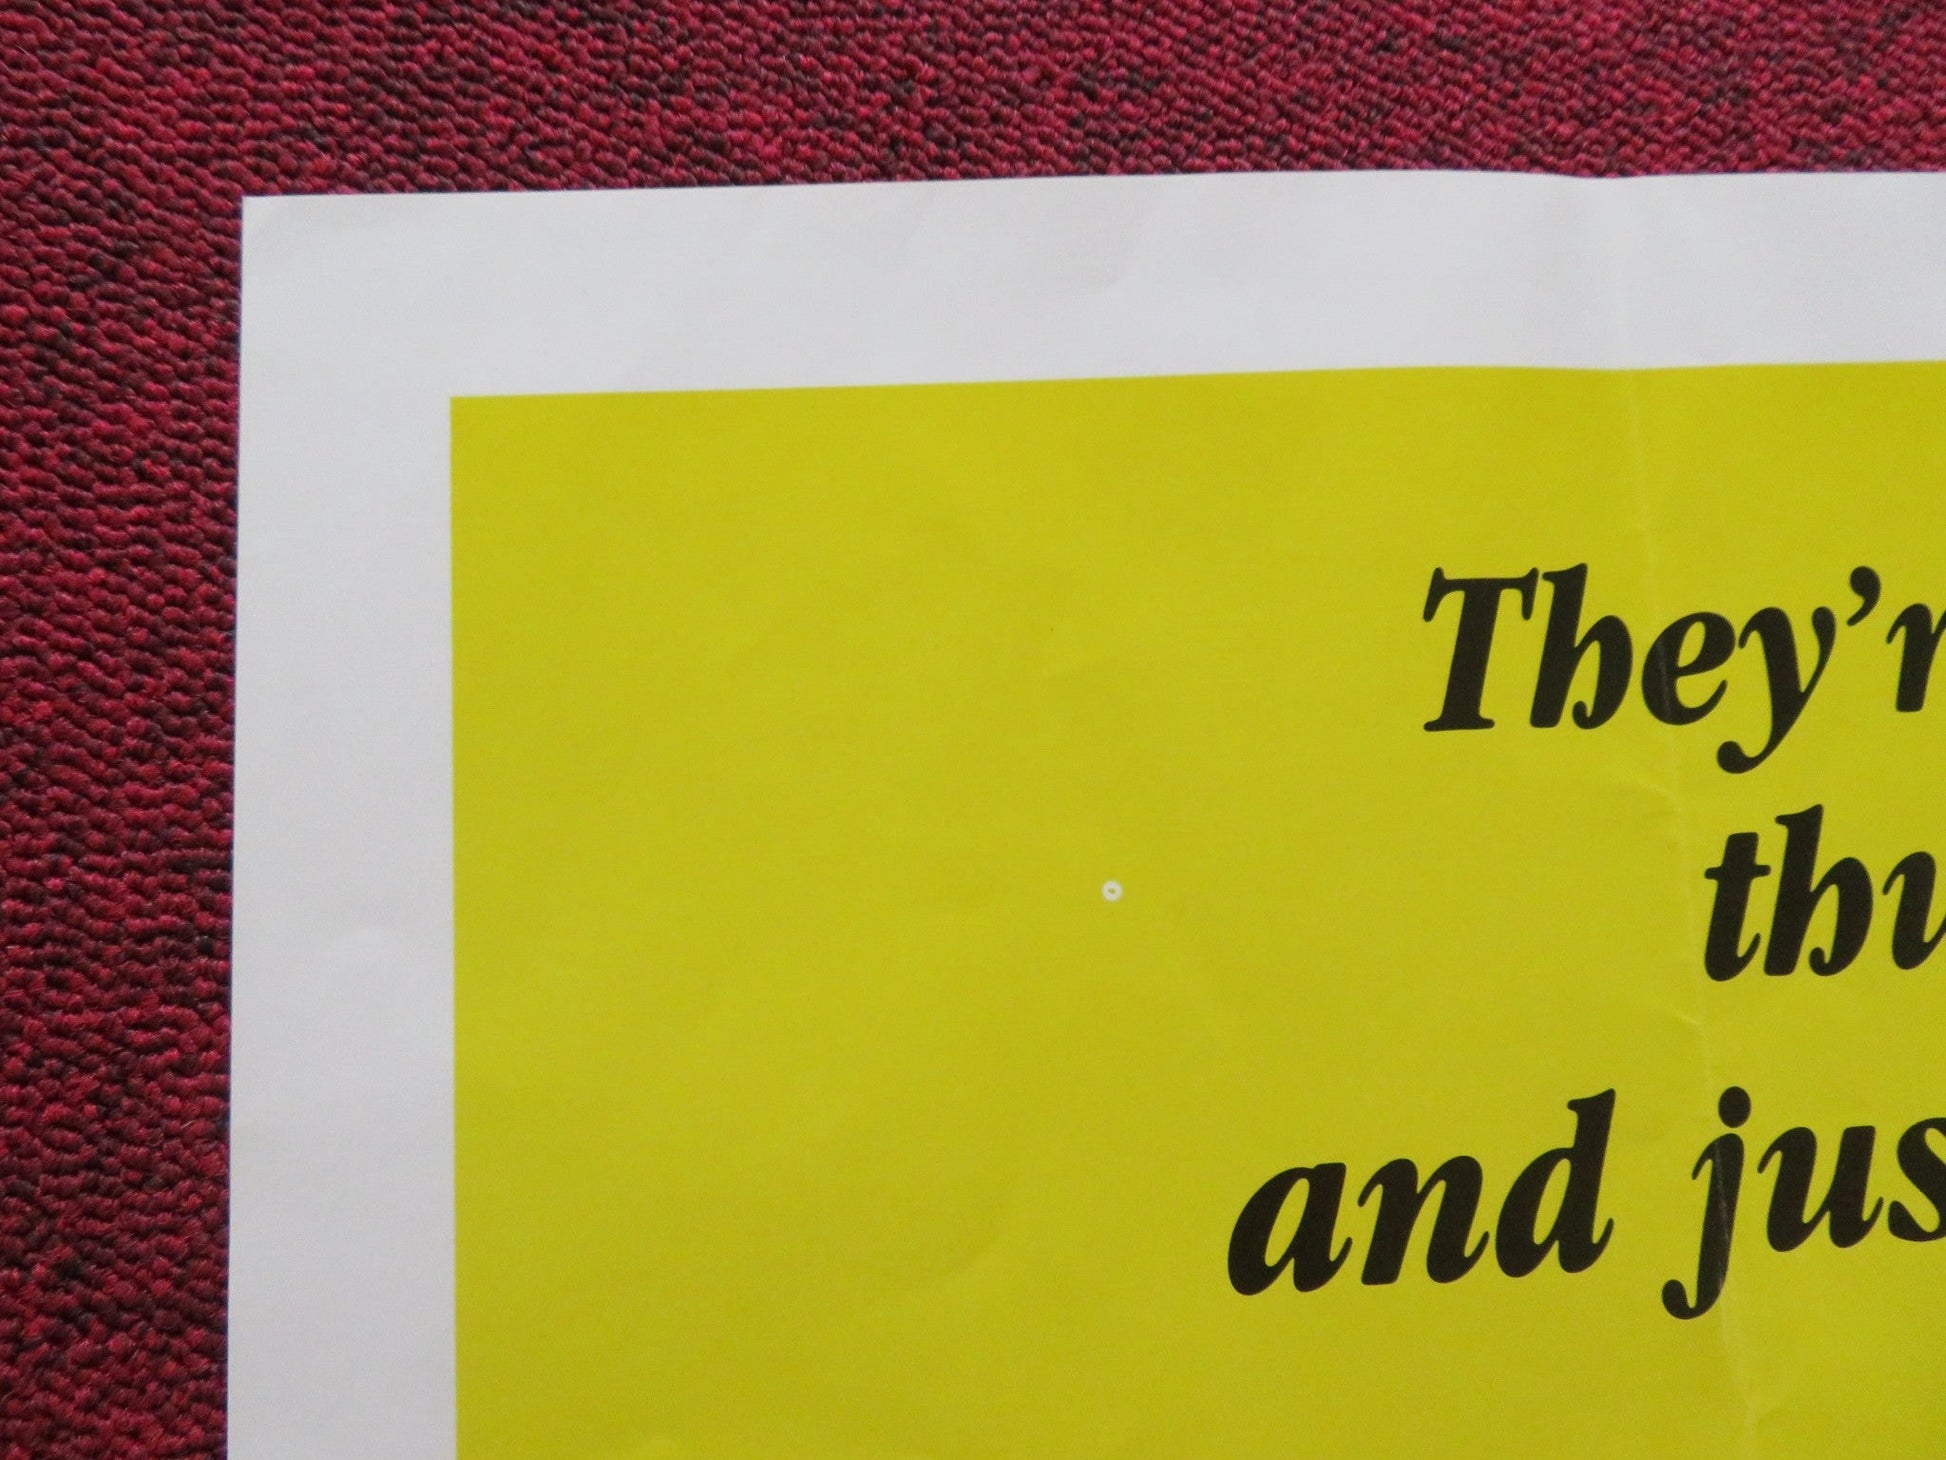 They'r
thu
and jus